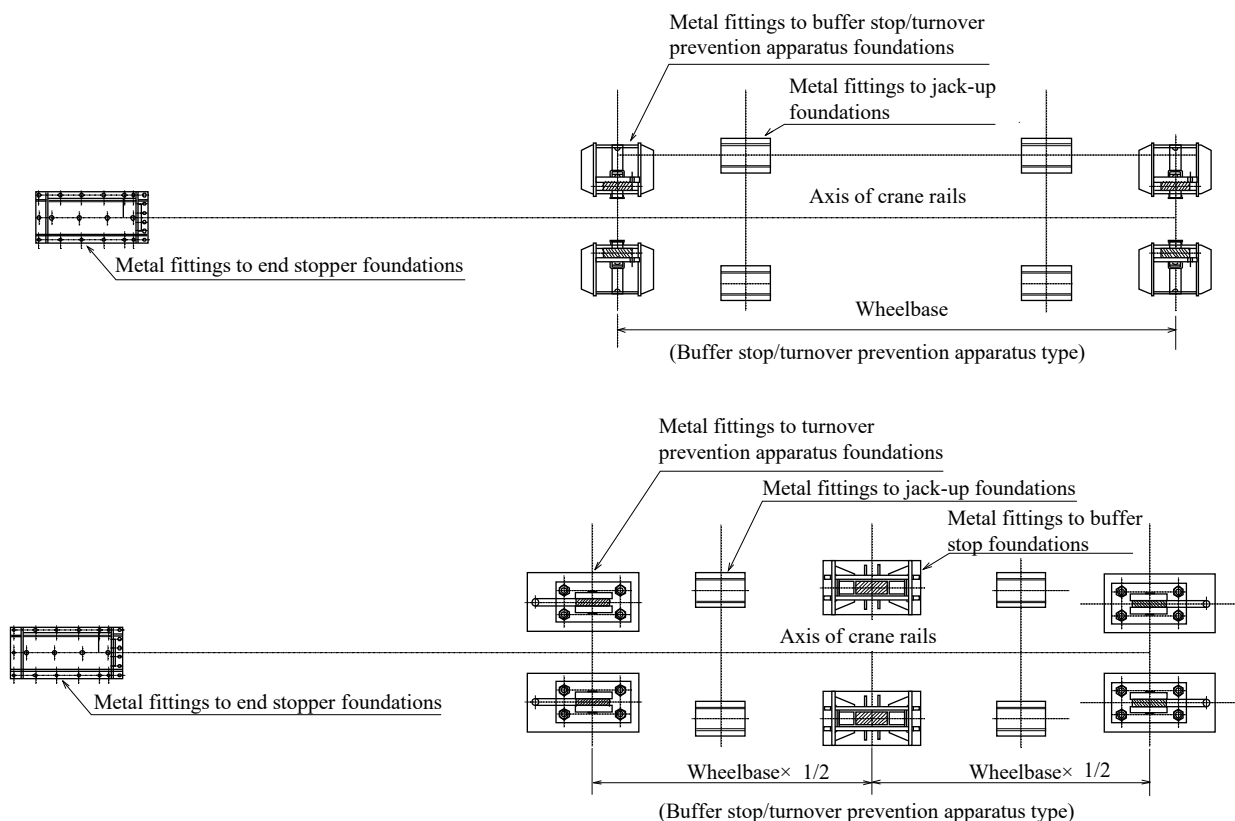 Metal fittings to buffer stop/turnover
prevention apparatus foundations
Metal fittings to jack-up
foundations
Axis of crane rails
Metal fittings to end stopper foundations
Wheelbase
(Buffer stop/turnover prevention apparatus type)
Metal fittings to turnover
prevention apparatus foundations
Metal fittings to jack-up foundations
Metal fittings to buffer
stop foundations
Axis of crane rails
Metal fittings to end stopper foundations
Wheelbase× 1/2
Wheelbase× 1/2
(Buffer stop/turnover prevention apparatus type)